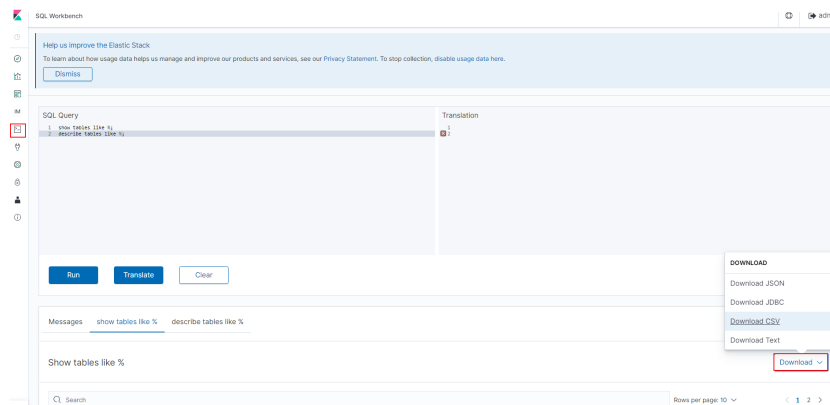 SQL Workbench
adm
Help us improve the Elastic Stack
To learn about how usage data helps us manage and improve our products and services, see our Privacy Statement. To stop collection, disable usage data here.
Dismiss
IM
SQL Query
Translation
1 show tables like %;
2 describe tables like %;
1
2
Run
Translate
Clear
DOWNLOAD
Download JSON
Download JDBC
Download CSV
Download Text
Messages
show tables like %
describe tables like %
Show tables like %
Download
Search
Rows per page: 10
1 2